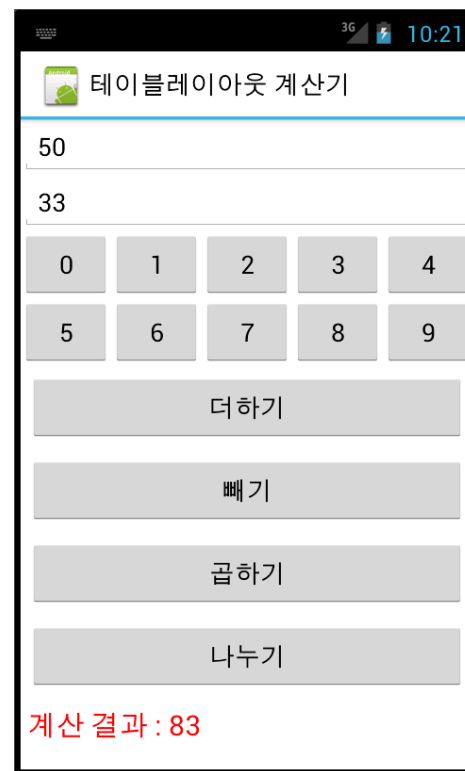 3G 10:21
Android
테이블레이아웃 계산기
50
33
0 1 2 3 4
5 6 7 8 9
더하기
빼기
곱하기
나누기
계산 결과 : 83